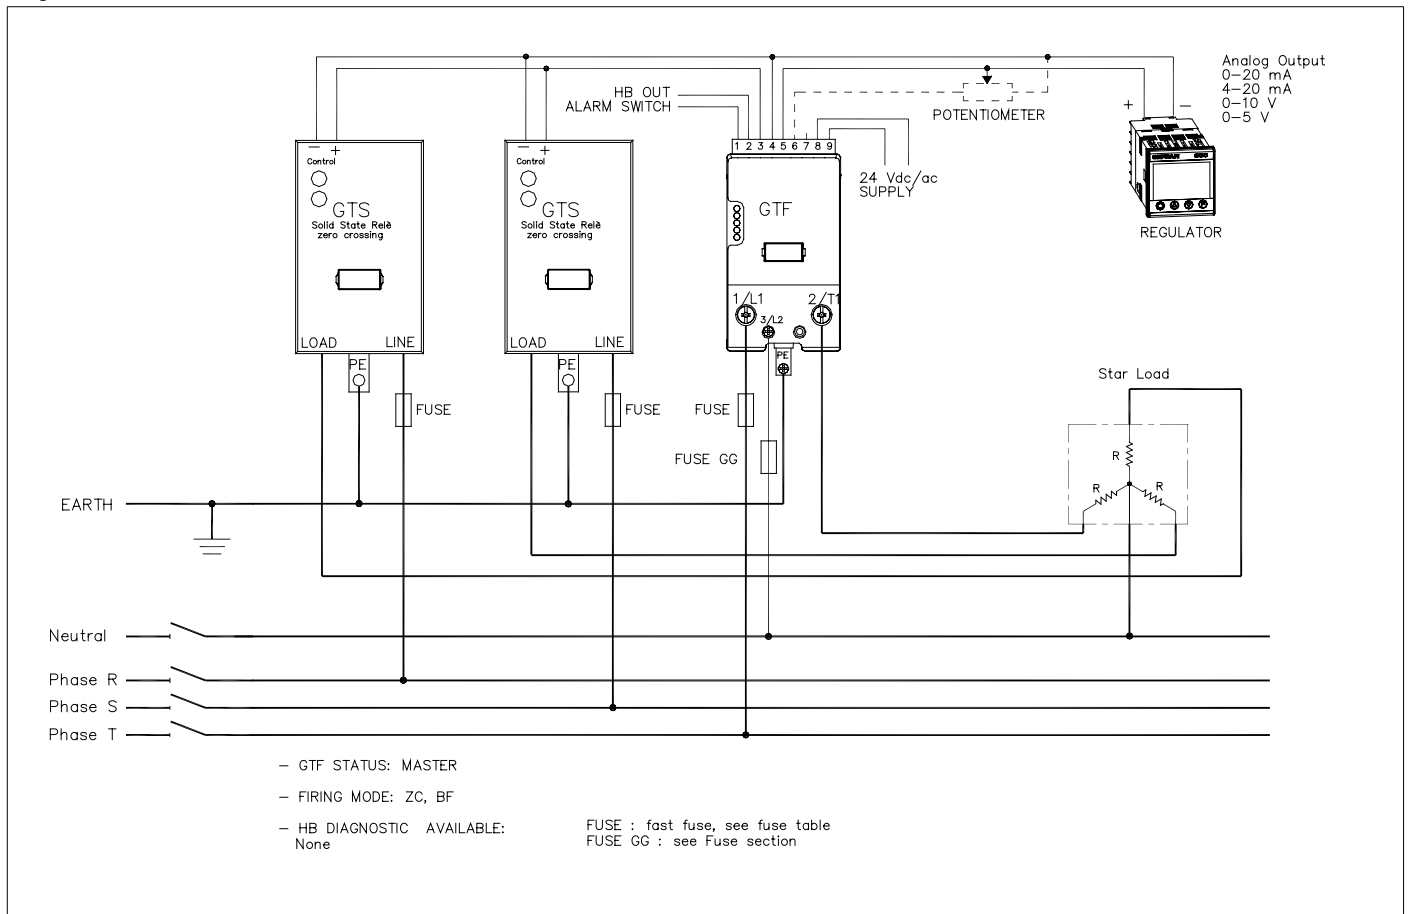 Analog Output
0-20 mA
4-20 mA
0-10 V
0-5 V
HB OUT
ALARM SWITCH
POTENTIOMETER
+ −
1 2 3 4 5 6 7 8 9
24 Vdc/ac
SUPPLY
REGULATOR
− +
Control
GTS
Solid State Relè
zero crossing
LOAD LINE
PE
FUSE
− +
Control
GTS
Solid State Relè
zero crossing
LOAD LINE
PE
FUSE
GTF
1/L1 2/T1
3/L2
PE
FUSE
FUSE GG
Star Load
R
R R
EARTH
Neutral
Phase R
Phase S
Phase T
− GTF STATUS: MASTER
− FIRING MODE: ZC, BF
− HB DIAGNOSTIC AVAILABLE:
None
FUSE : fast fuse, see fuse table
FUSE GG : see Fuse section